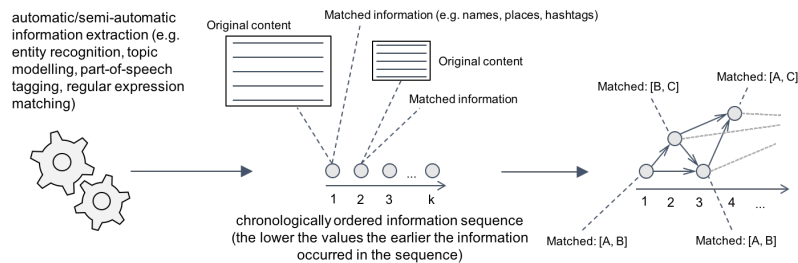 automatic/semi-automatic
information extraction (e.g.
entity recognition, topic
modelling, part-of-speech
tagging, regular expression
matching)
Matched information (e.g. names, places, hashtags)
Original content
Original content
Matched information
1 2 3 ... k
chronologically ordered information sequence
(the lower the values the earlier the information
occurred in the sequence)
Matched: [A, C]
Matched: [B, C]
1 2 3 4 ...
Matched: [A, B]
Matched: [A, B]